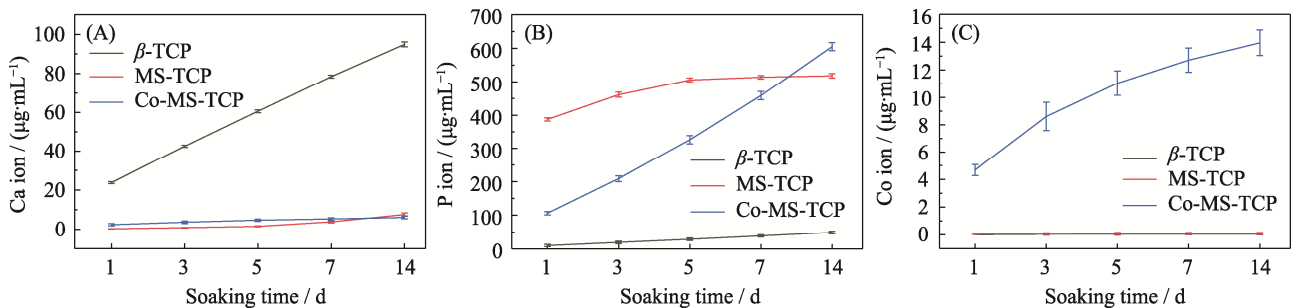 (A)
β-TCP
MS-TCP
Co-MS-TCP
Ca ion / (μg·mL⁻¹)
100
80
60
40
20
0
1 3 5 7 14
Soaking time / d
(B)
β-TCP
MS-TCP
Co-MS-TCP
P ion / (μg·mL⁻¹)
700
600
500
400
300
200
100
0
1 3 5 7 14
Soaking time / d
(C)
β-TCP
MS-TCP
Co-MS-TCP
Co ion / (μg·mL⁻¹)
16
14
12
10
8
6
4
2
0
1 3 5 7 14
Soaking time / d